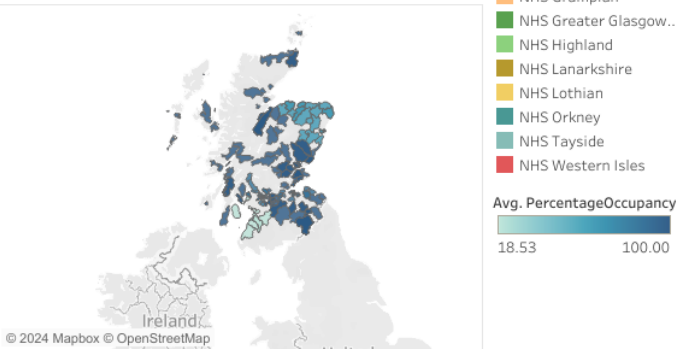 NHS Greater Glasgow..
NHS Highland
NHS Lanarkshire
NHS Lothian
NHS Orkney
NHS Tayside
NHS Western Isles
Avg. PercentageOccupancy
18.53 100.00
Ireland
© 2024 Mapbox © OpenStreetMap